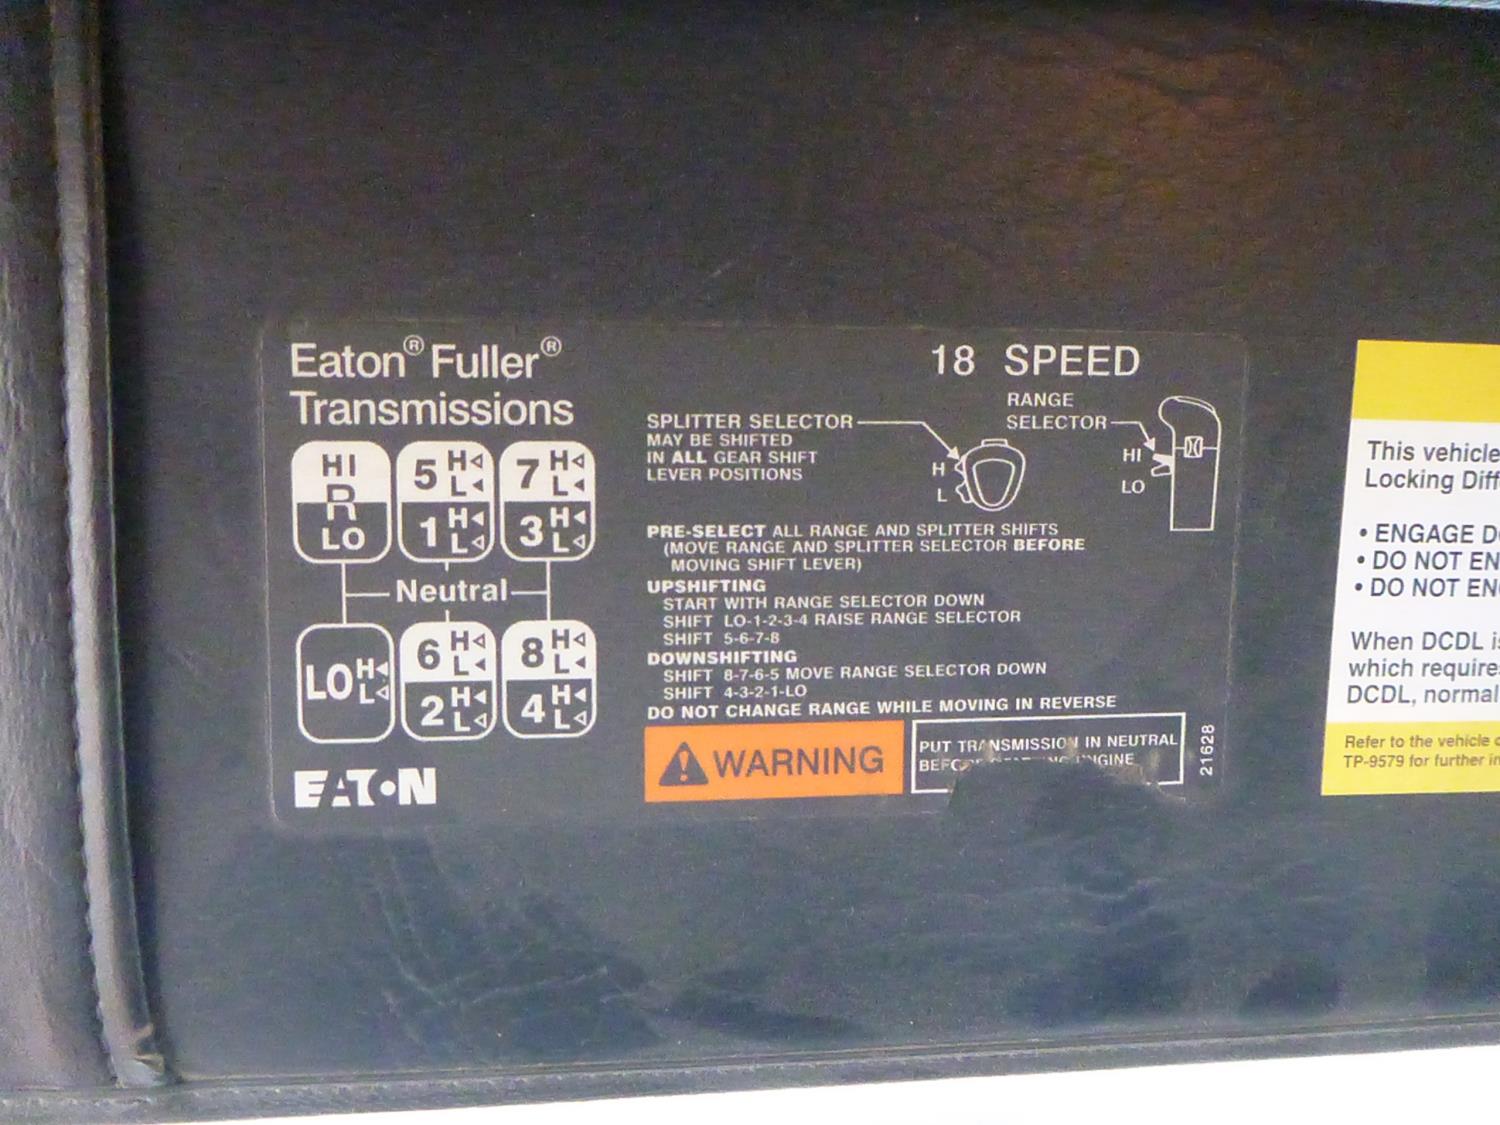 Eaton® Fuller®
Transmissions
HI
R
LO
5 H L
1 H L
7 H L
3 H L
Neutral
LO H L
6 H L
2 H L
8 H L
4 H L
EATON
18 SPEED
SPLITTER SELECTOR
MAY BE SHIFTED
IN ALL GEAR SHIFT
LEVER POSITIONS
H
L
RANGE
SELECTOR
HI
LO
PRE-SELECT ALL RANGE AND SPLITTER SHIFTS
(MOVE RANGE AND SPLITTER SELECTOR BEFORE
MOVING SHIFT LEVER)
UPSHIFTING
START WITH RANGE SELECTOR DOWN
SHIFT LO-1-2-3-4 RAISE RANGE SELECTOR
SHIFT 5-6-7-8
DOWNSHIFTING
SHIFT 8-7-6-5 MOVE RANGE SELECTOR DOWN
SHIFT 4-3-2-1-LO
DO NOT CHANGE RANGE WHILE MOVING IN REVERSE
WARNING
PUT TRANSMISSION IN NEUTRAL
21628
This vehicle
Locking Diff
• ENGAGE D
• DO NOT EN
• DO NOT EN
When DCDL is
which require
DCDL, normal
Refer to the vehicle
TP-9579 for further in